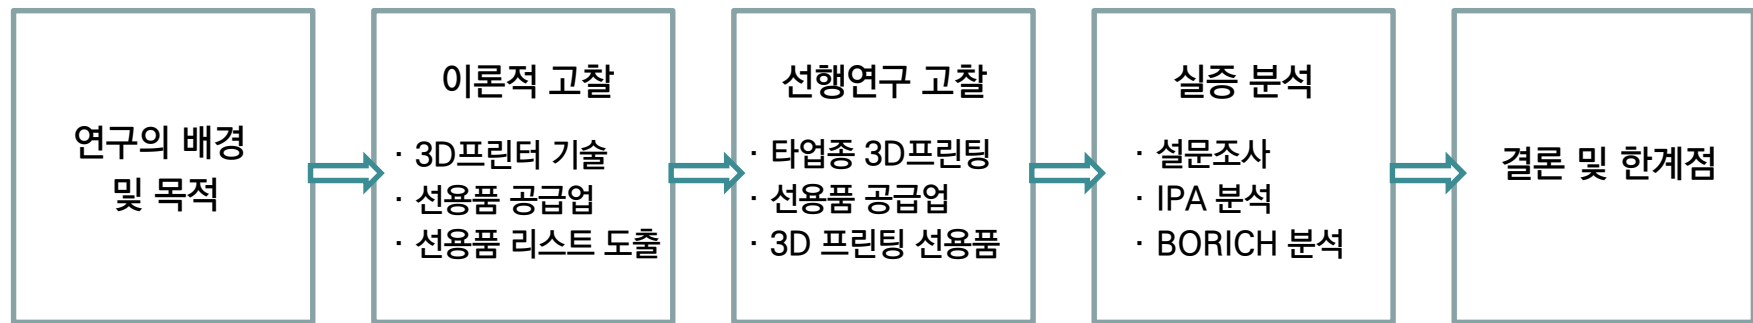 연구의 배경
및 목적
이론적 고찰
· 3D프린터 기술
· 선용품 공급업
· 선용품 리스트 도출
선행연구 고찰
· 타업종 3D프린팅
· 선용품 공급업
· 3D 프린팅 선용품
실증 분석
· 설문조사
· IPA 분석
· BORICH 분석
결론 및 한계점